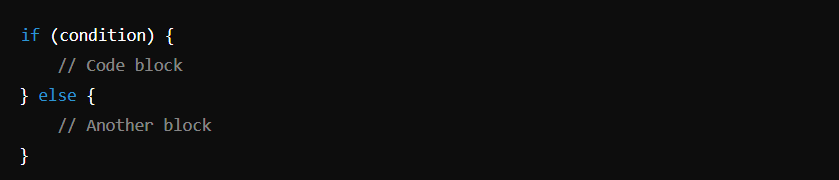 if (condition) {
    // Code block
} else {
    // Another block
}